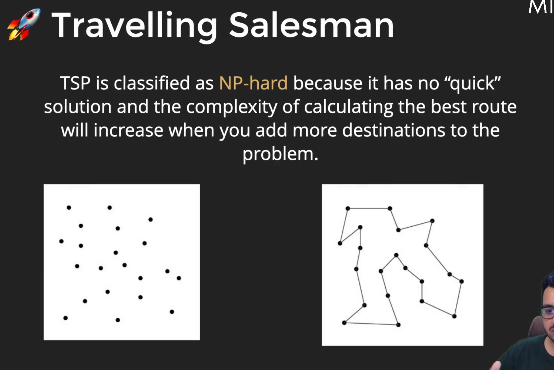 MI
🚀 Travelling Salesman
TSP is classified as NP-hard because it has no “quick”
solution and the complexity of calculating the best route
will increase when you add more destinations to the
problem.